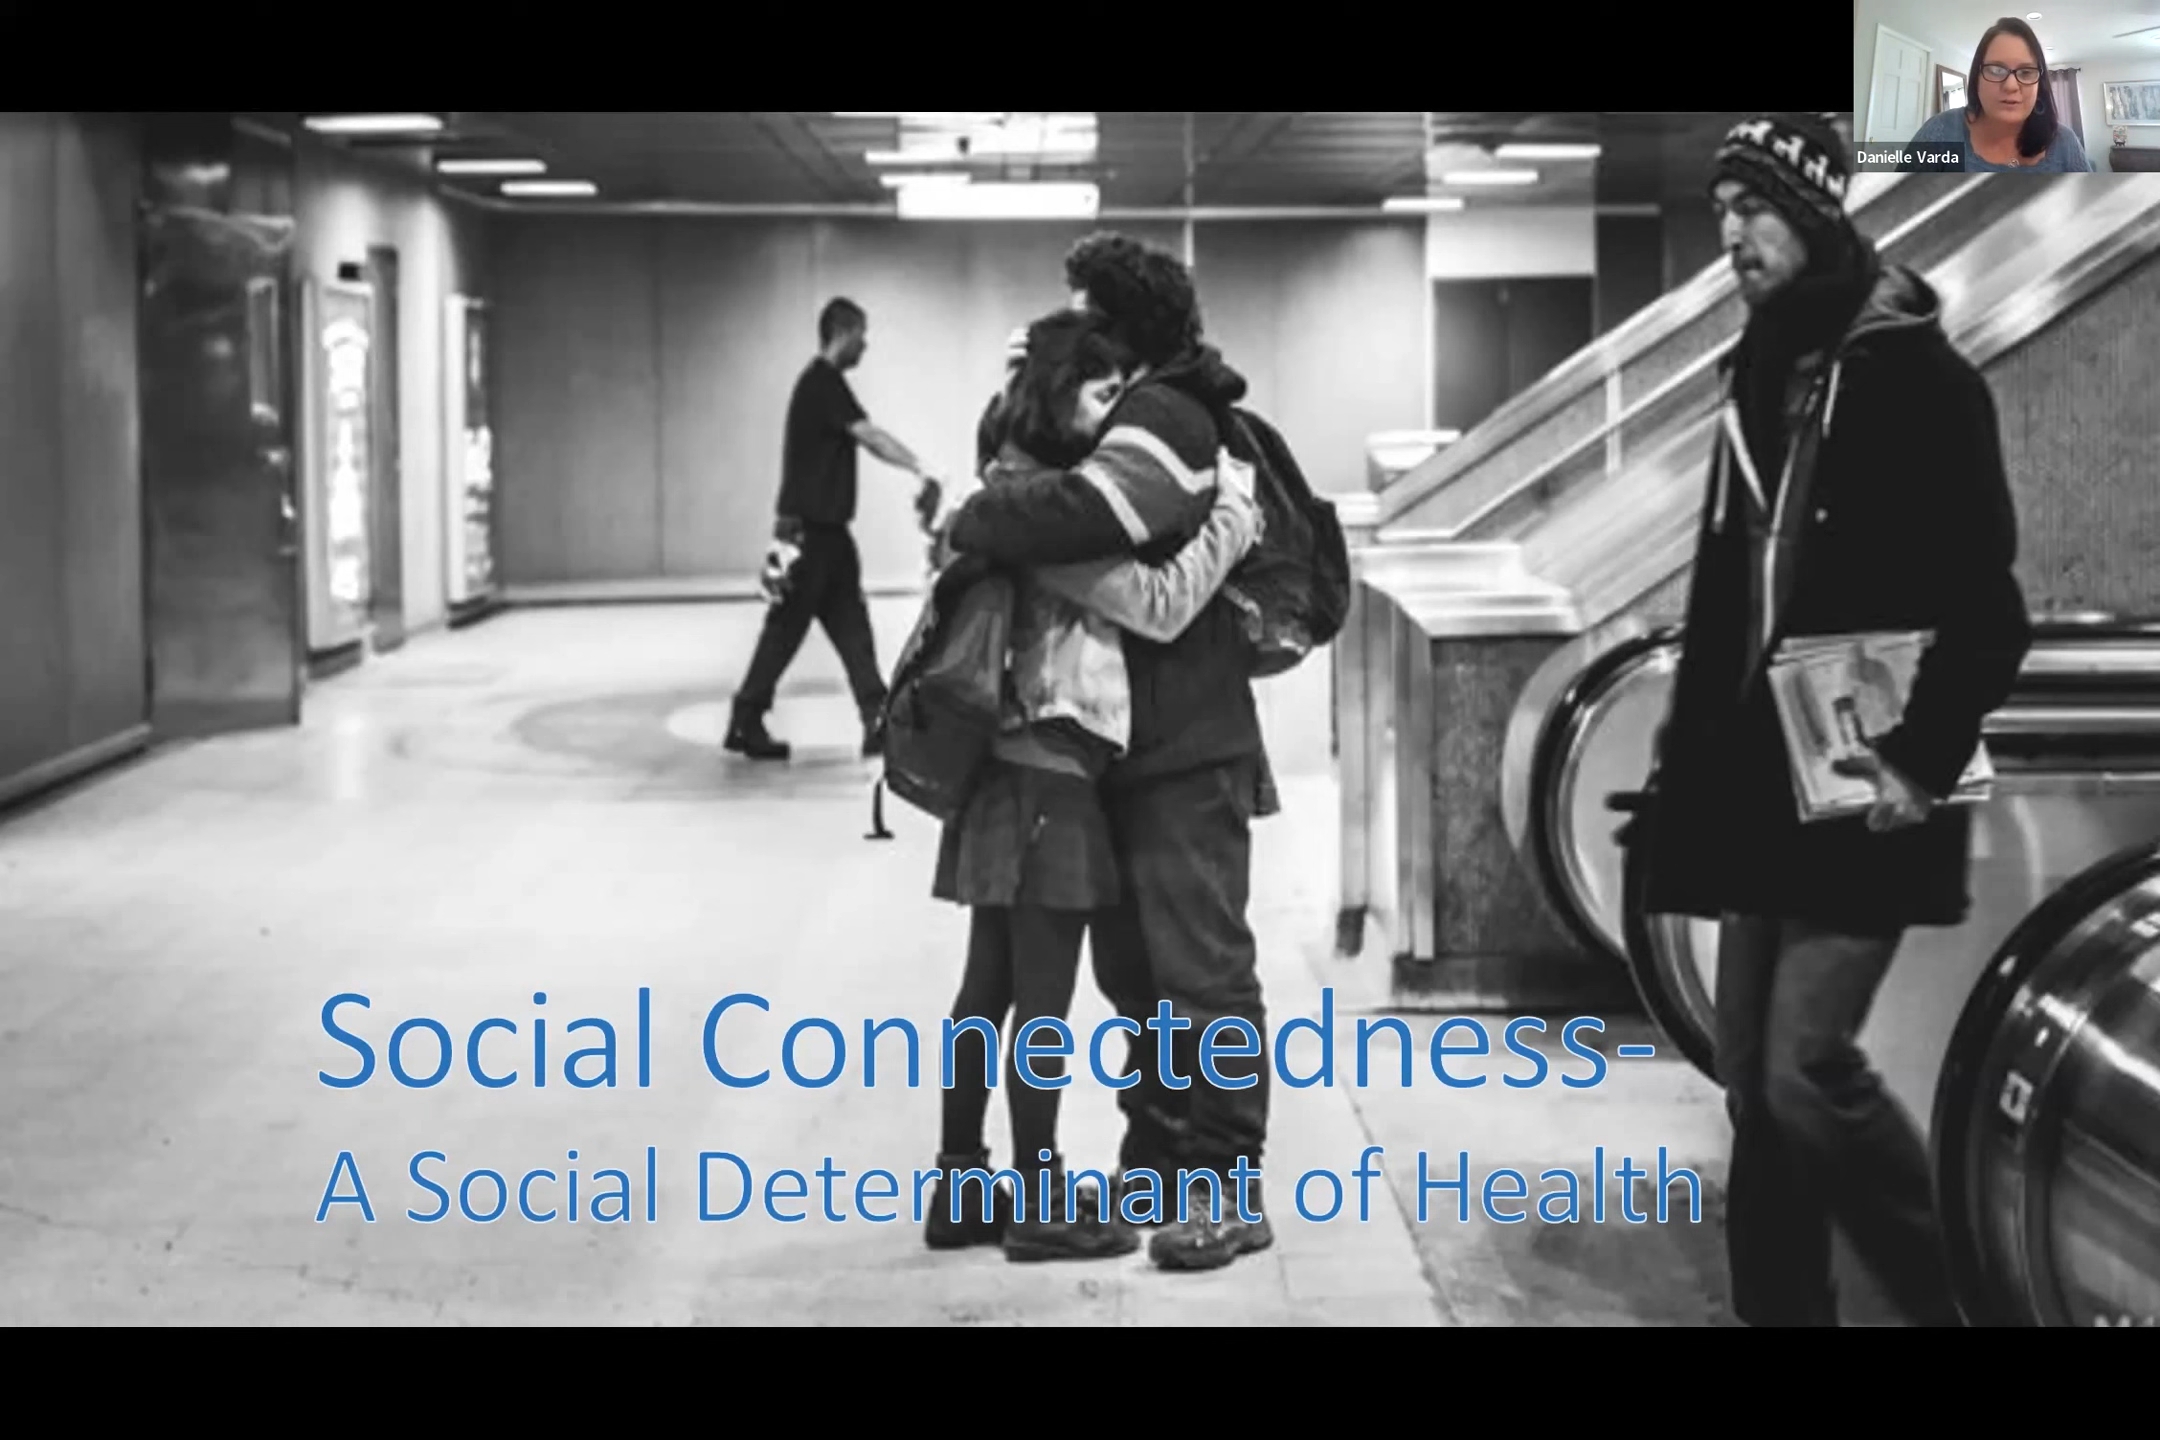 Danielle Varda
Social Connectedness-
A Social Determinant of Health